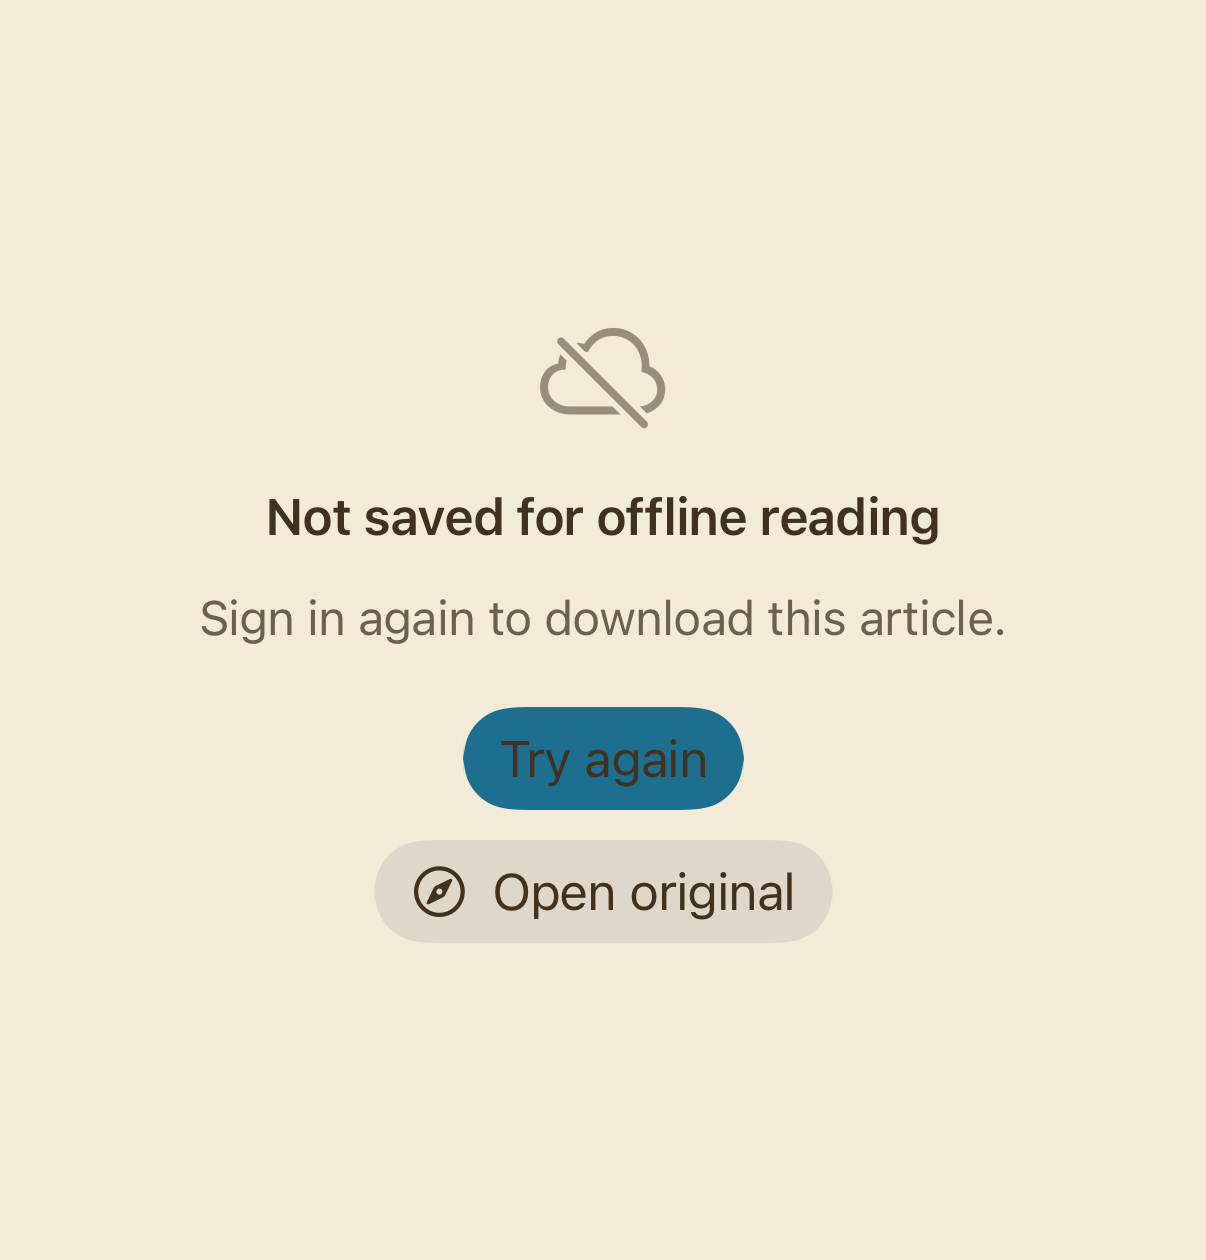 Not saved for offline reading
Sign in again to download this article.
Try again
Open original